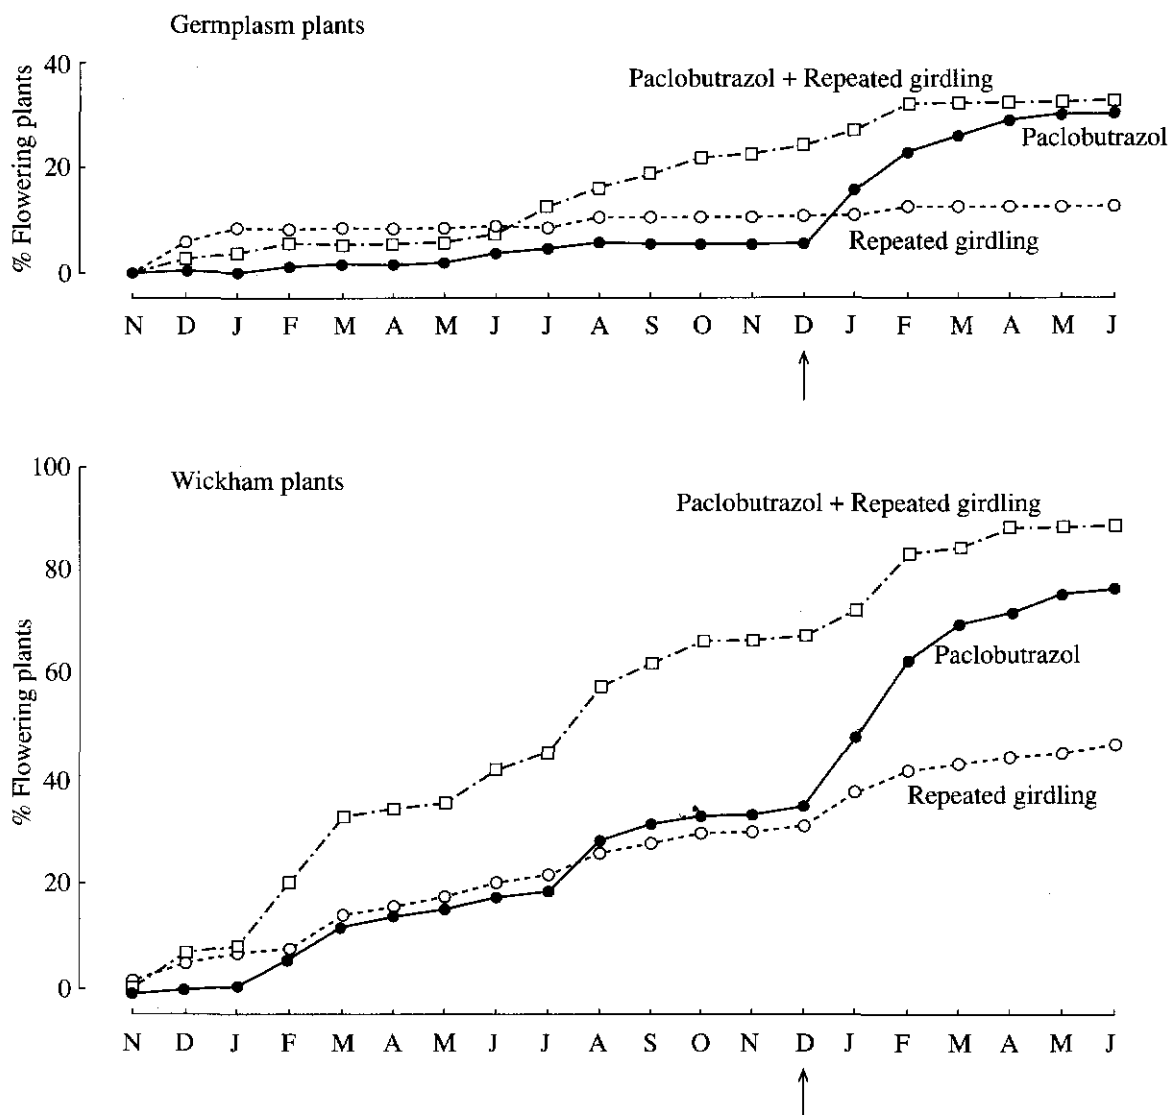 Germplasm plants
% Flowering plants
40
20
0
Paclobutrazol + Repeated girdling
Paclobutrazol
Repeated girdling
N D J F M A M J J A S O N D J F M A M J
Wickham plants
% Flowering plants
100
80
60
40
20
0
Paclobutrazol + Repeated girdling
Paclobutrazol
Repeated girdling
N D J F M A M J J A S O N D J F M A M J